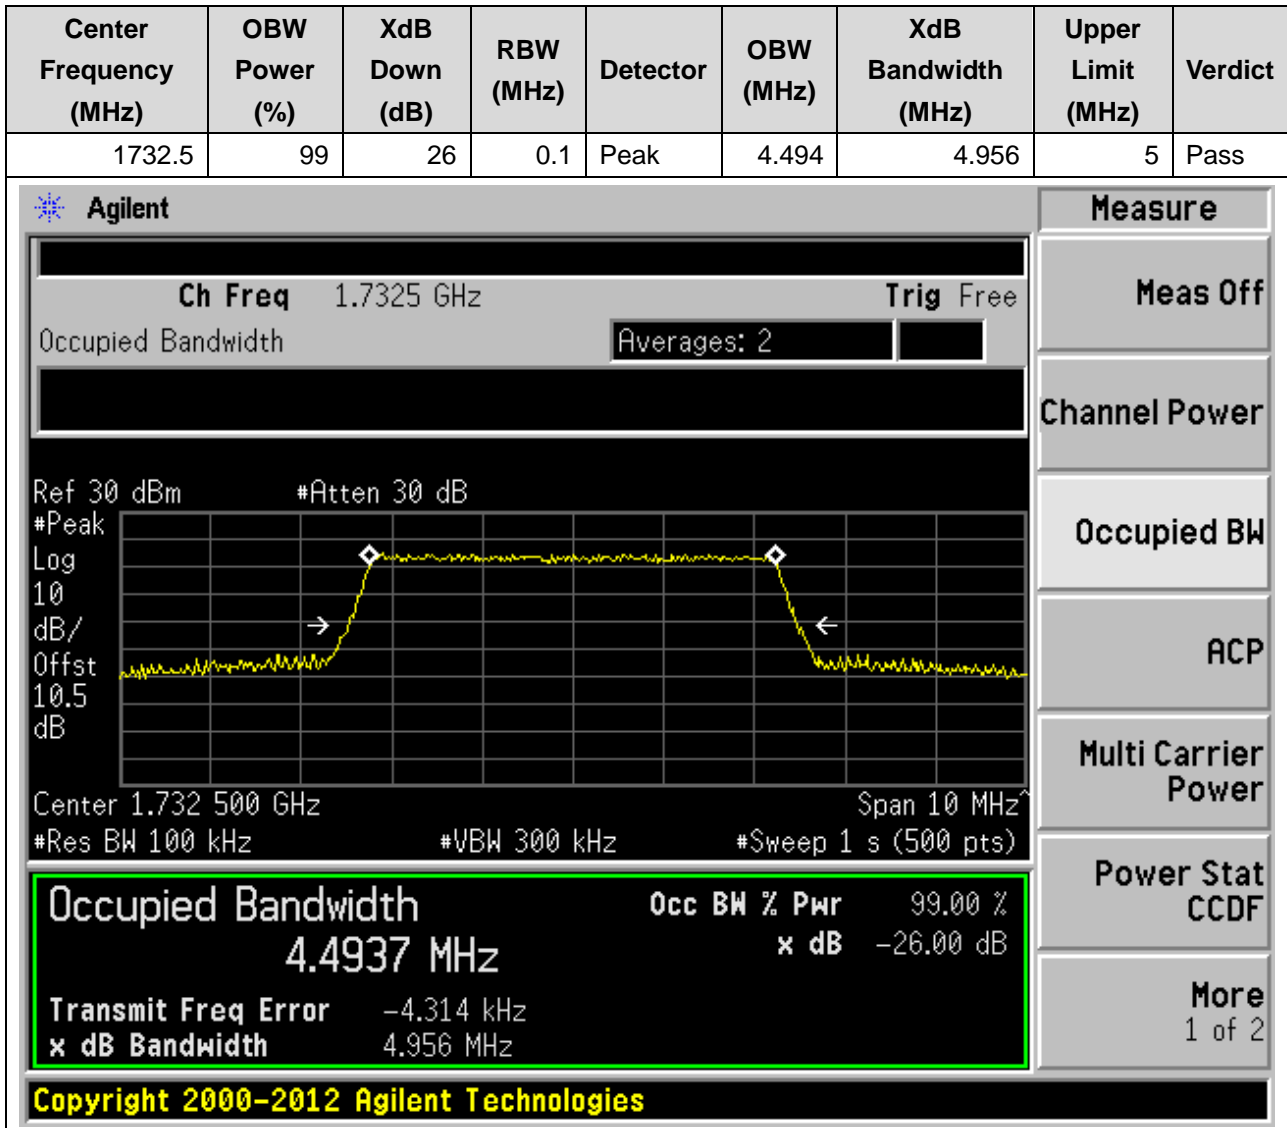 Center Frequency (MHz) OBW Power (%) XdB Down (dB) RBW (MHz) Detector OBW (MHz) XdB Bandwidth (MHz) Upper Limit (MHz) Verdict
1732.5 99 26 0.1 Peak 4.494 4.956 5 Pass
Agilent
Measure
Ch Freq 1.7325 GHz Trig Free
Occupied Bandwidth Averages: 2
Meas Off
Channel Power
Occupied BW
ACP
Multi Carrier
Power
Power Stat
CCDF
More
1 of 2
Ref 30 dBm #Atten 30 dB
#Peak
Log
10
dB/
Offst
10.5
dB
Center 1.732 500 GHz Span 10 MHz^
#Res BW 100 kHz #VBW 300 kHz #Sweep 1 s (500 pts)
Occupied Bandwidth Occ BW % Pwr 99.00 %
4.4937 MHz x dB -26.00 dB
Transmit Freq Error -4.314 kHz
x dB Bandwidth 4.956 MHz
Copyright 2000-2012 Agilent Technologies